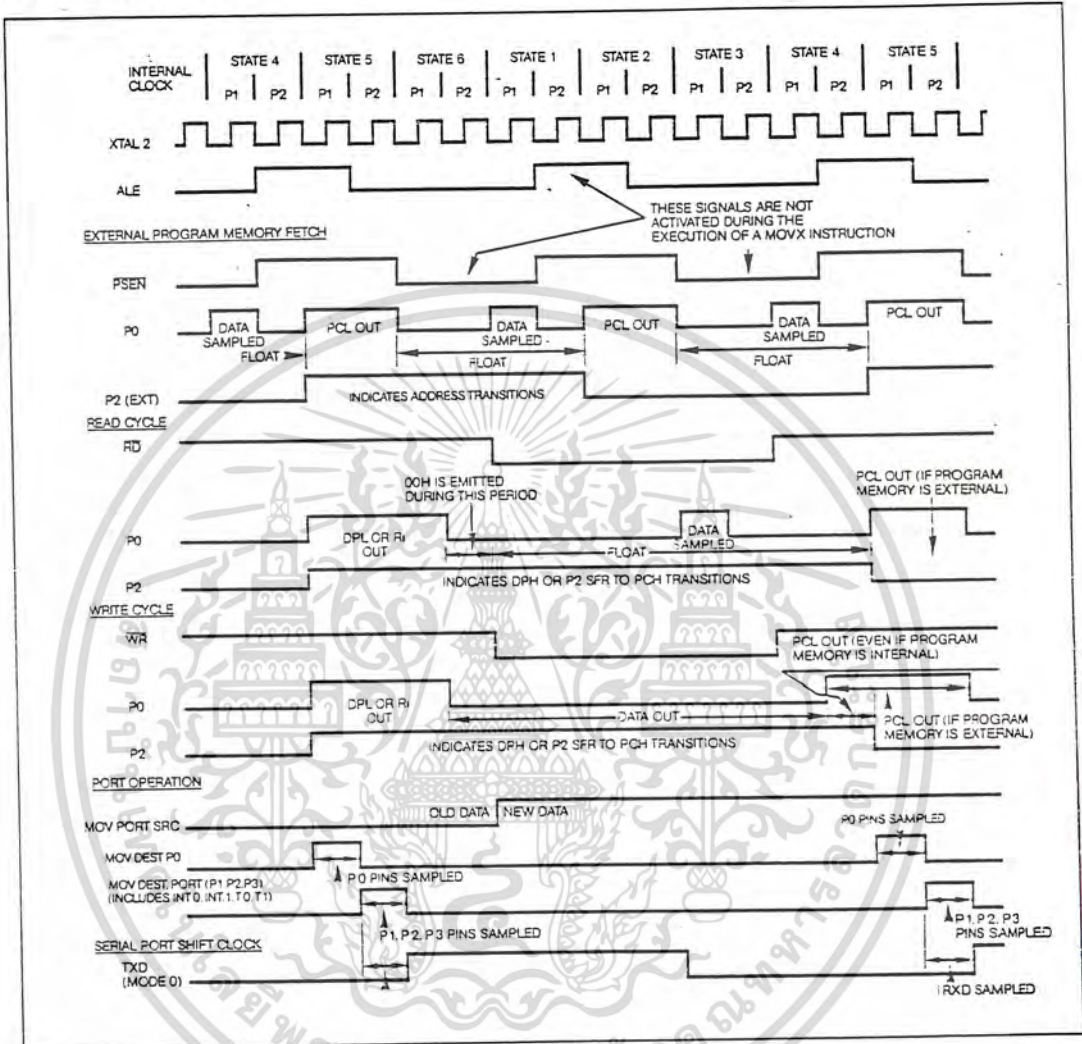 INTERNAL CLOCK
STATE 4 STATE 5 STATE 6 STATE 1 STATE 2 STATE 3 STATE 4 STATE 5
P1 P2 P1 P2 P1 P2 P1 P2 P1 P2 P1 P2 P1 P2 P1 P2
XTAL 2
ALE
THESE SIGNALS ARE NOT
ACTIVATED DURING THE
EXECUTION OF A MOVX INSTRUCTION
EXTERNAL PROGRAM MEMORY FETCH
PSEN
P0
DATA SAMPLED
FLOAT
PCL OUT
DATA SAMPLED
FLOAT
PCL OUT
DATA SAMPLED
FLOAT
PCL OUT
P2 (EXT)
INDICATES ADDRESS TRANSITIONS
READ CYCLE
RD
00H IS EMITTED
DURING THIS PERIOD
PCL OUT (IF PROGRAM
MEMORY IS EXTERNAL)
P0
DPL OR RI
OUT
DATA
SAMPLED
FLOAT
P2
INDICATES DPH OR P2 SFR TO PCH TRANSITIONS
WRITE CYCLE
WR
PCL OUT (EVEN IF PROGRAM
MEMORY IS INTERNAL)
P0
DPL OR RI
OUT
DATA OUT
PCL OUT (IF PROGRAM
MEMORY IS EXTERNAL)
P2
INDICATES DPH OR P2 SFR TO PCH TRANSITIONS
PORT OPERATION
MOV PORT SRC
OLD DATA NEW DATA
P0 PINS SAMPLED
MOV DEST P0
P0 PINS SAMPLED
MOV DEST. PORT (P1 P2.P3)
(INCLUDES INT 0. INT. 1. T0. T1)
P1, P2, P3 PINS SAMPLED
P1, P2, P3
PINS SAMPLED
SERIAL PORT SHIFT CLOCK
TXD
(MODE 0)
RXD SAMPLED